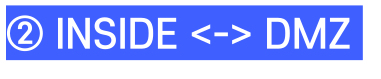 ② INSIDE <-> DMZ